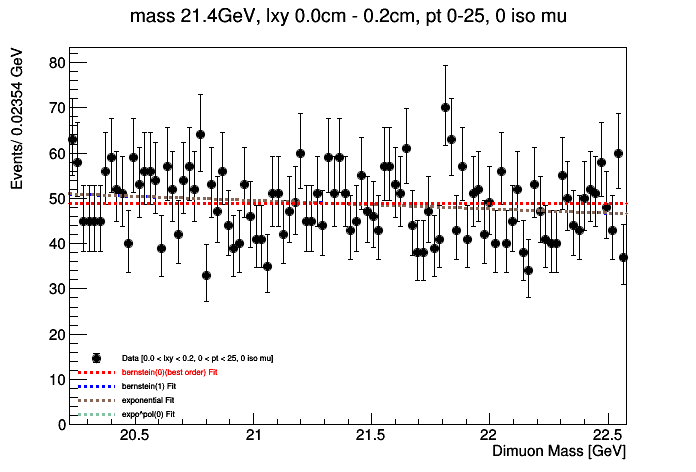 mass 21.4GeV, lxy 0.0cm - 0.2cm, pt 0-25, 0 iso mu
Events/ 0.02354 GeV
80
70
60
50
40
30
20
10
0
Data [0.0 < lxy < 0.2, 0 < pt < 25, 0 iso mu]
bernstein(0)(best order) Fit
bernstein(1) Fit
exponential Fit
expo*pol(0) Fit
20.5 21 21.5 22 22.5
Dimuon Mass [GeV]